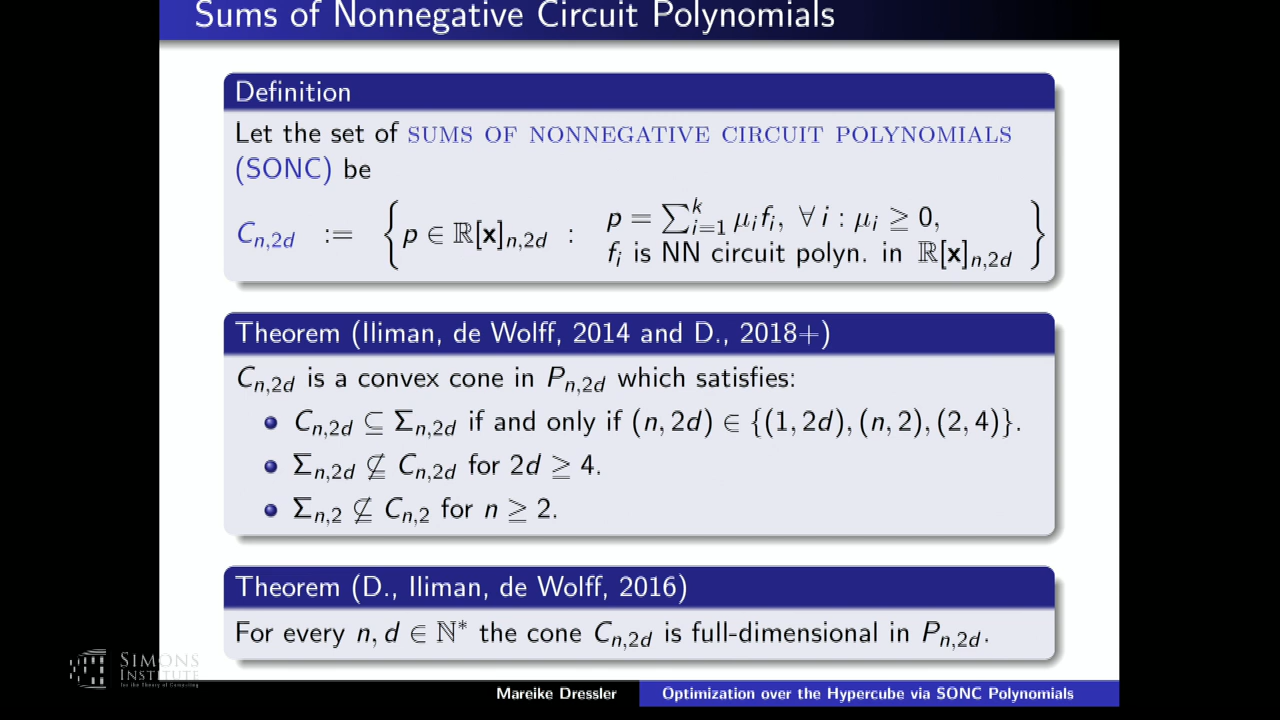 Sums of Nonnegative Circuit Polynomials
Definition
Let the set of SUMS OF NONNEGATIVE CIRCUIT POLYNOMIALS
(SONC) be
C_{n,2d} := { p ∈ ℝ[x]_{n,2d} : p = ∑_{i=1}^{k} μ_i f_i, ∀ i : μ_i ≥ 0,
f_i is NN circuit polyn. in ℝ[x]_{n,2d} }
Theorem (Iliman, de Wolff, 2014 and D., 2018+)
C_{n,2d} is a convex cone in P_{n,2d} which satisfies:
• C_{n,2d} ⊆ Σ_{n,2d} if and only if (n, 2d) ∈ {(1, 2d), (n, 2), (2, 4)}.
• Σ_{n,2d} ⊈ C_{n,2d} for 2d ≥ 4.
• Σ_{n,2} ⊈ C_{n,2} for n ≥ 2.
Theorem (D., Iliman, de Wolff, 2016)
For every n, d ∈ ℕ* the cone C_{n,2d} is full-dimensional in P_{n,2d}.
SIMONS
INSTITUTE
for the Theory of Computing
Mareike Dressler
Optimization over the Hypercube via SONC Polynomials